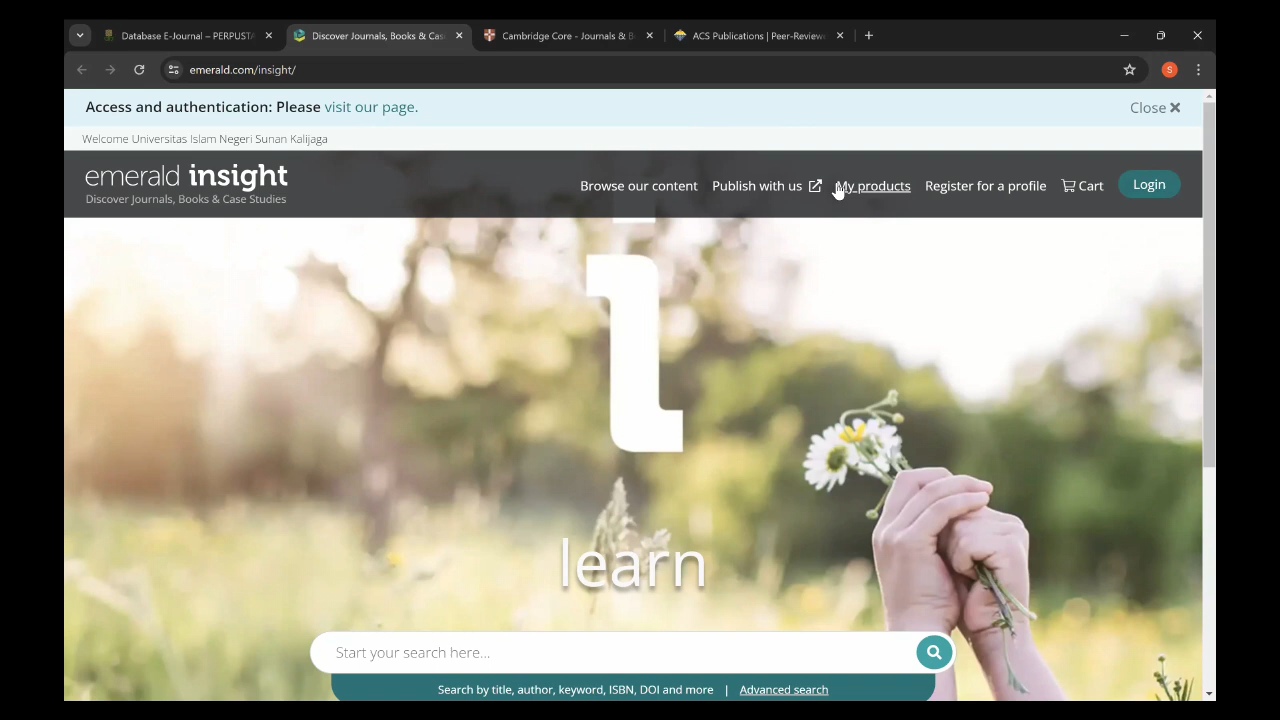 Database E-Journal – PERPUSTA
Discover Journals, Books & Cas
Cambridge Core - Journals & B
ACS Publications | Peer-Reviewe
emerald.com/insight/
S
Access and authentication: Please visit our page.
Close
Welcome Universitas Islam Negeri Sunan Kalijaga
emerald insight
Discover Journals, Books & Case Studies
Browse our content
Publish with us
My products
Register for a profile
Cart
Login
learn
Start your search here...
Search by title, author, keyword, ISBN, DOI and more | Advanced search